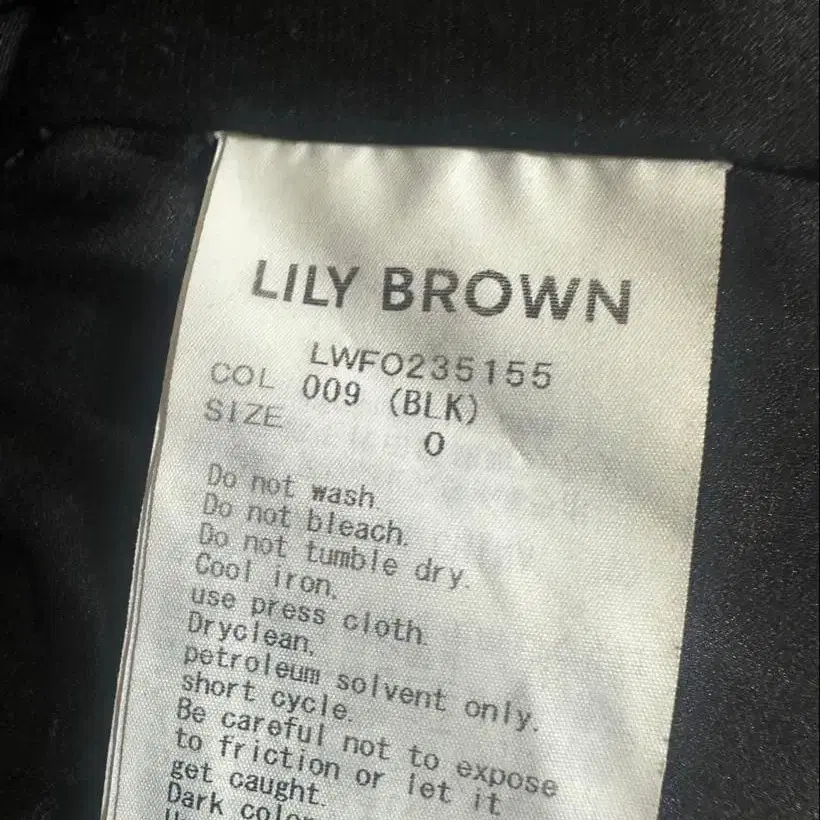 LILY BROWN
LWFO235155
COL 009 (BLK)
SIZE 0
Do not wash.
Do not bleach.
Do not tumble dry.
Cool iron.
use press cloth.
Dryclean.
petroleum solvent only.
short cycle.
Be careful not to expose
to friction or let it
get caught.
Dark